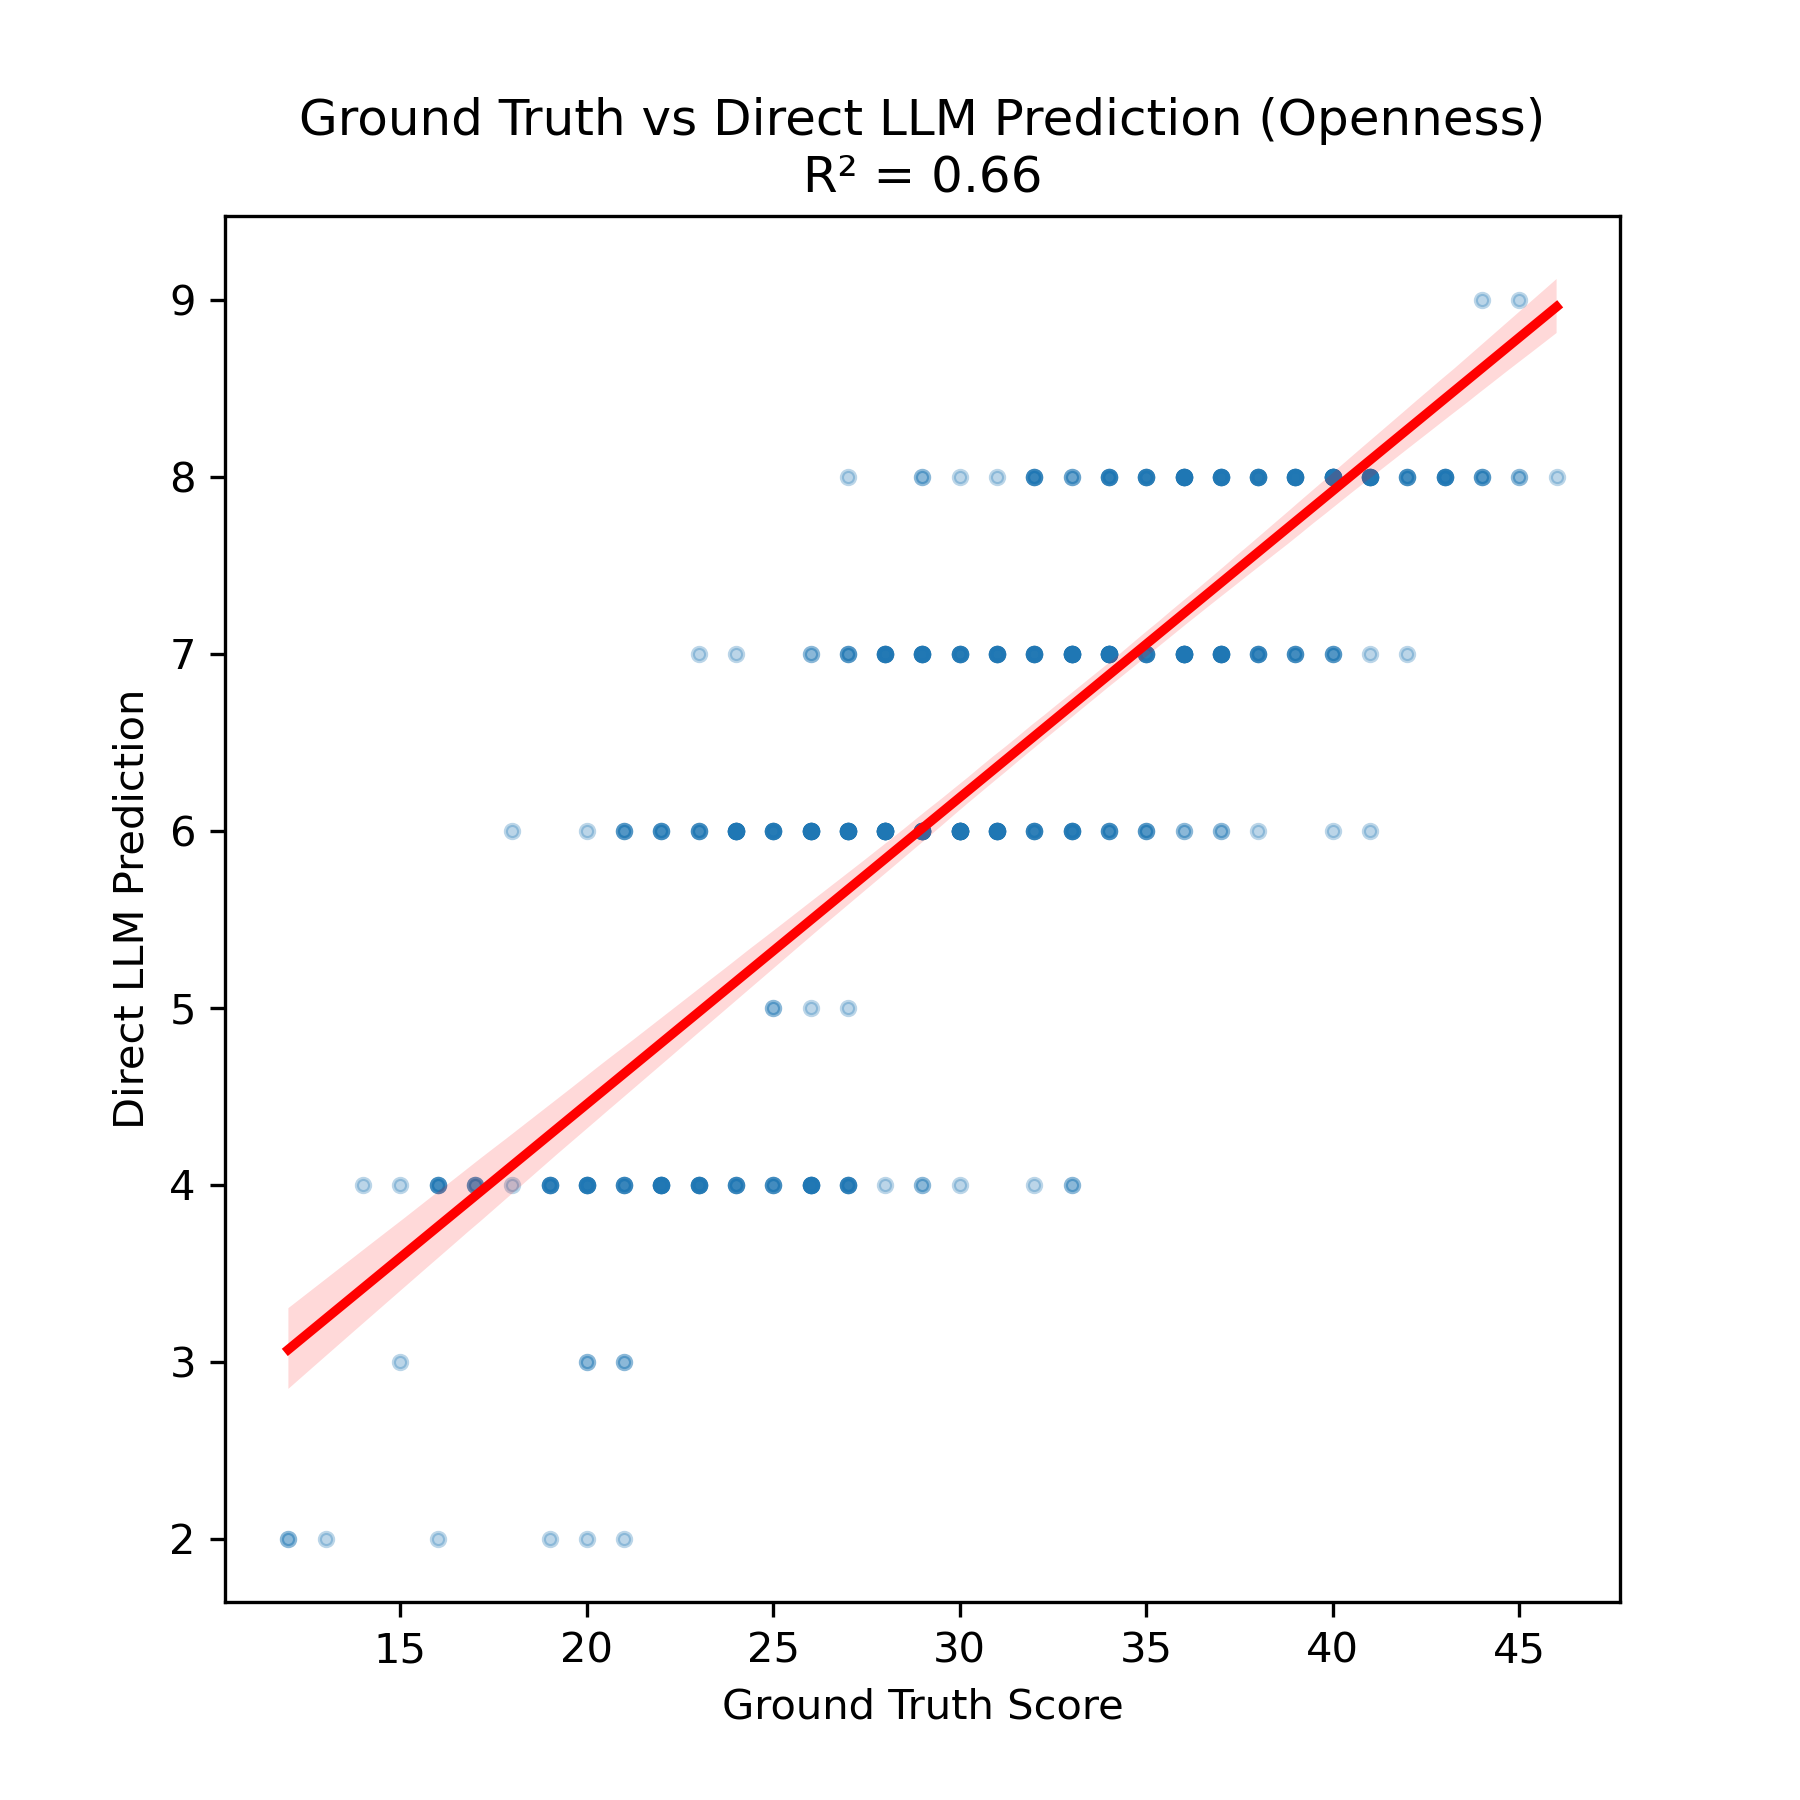 Ground Truth vs Direct LLM Prediction (Openness)
R² = 0.66
9
8
7
6
5
4
3
2
Direct LLM Prediction
15 20 25 30 35 40 45
Ground Truth Score